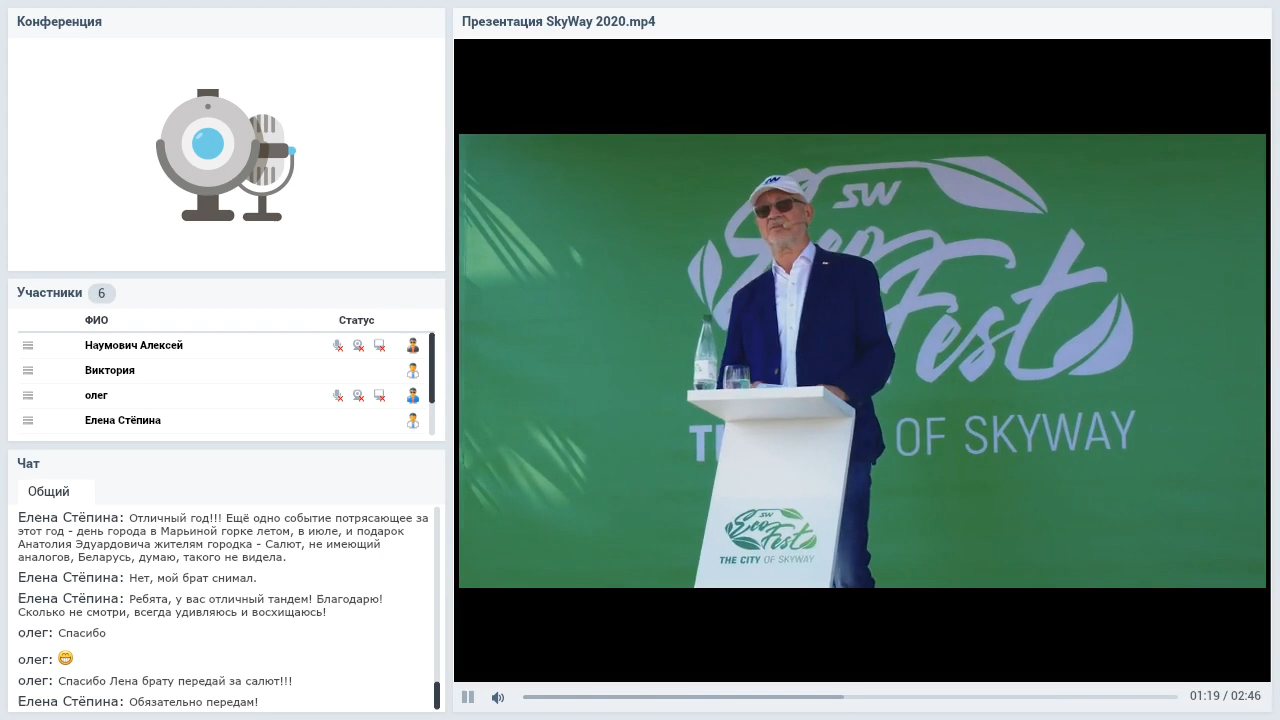 Конференция
Участники 6
ФИО Статус
Наумович Алексей
Виктория
олег
Елена Стёпина
Чат
Общий
Елена Стёпина: Отличный год!!! Ещё одно событие потрясающее за
этот год - день города в Марьиной горке летом, в июле, и подарок
Анатолия Эдуардовича жителям городка - Салют, не имеющий
аналогов, Беларусь, думаю, такого не видела.
Елена Стёпина: Нет, мой брат снимал.
Елена Стёпина: Ребята, у вас отличный тандем! Благодарю!
Сколько не смотри, всегда удивляюсь и восхищаюсь!
олег: Спасибо
олег:
олег: Спасибо Лена брату передай за салют!!!
Елена Стёпина: Обязательно передам!
Презентация SkyWay 2020.mp4
SW
Eco
Fest
OF SKYWAY
SW
Eco
Fest
THE CITY OF SKYWAY
01:19 / 02:46